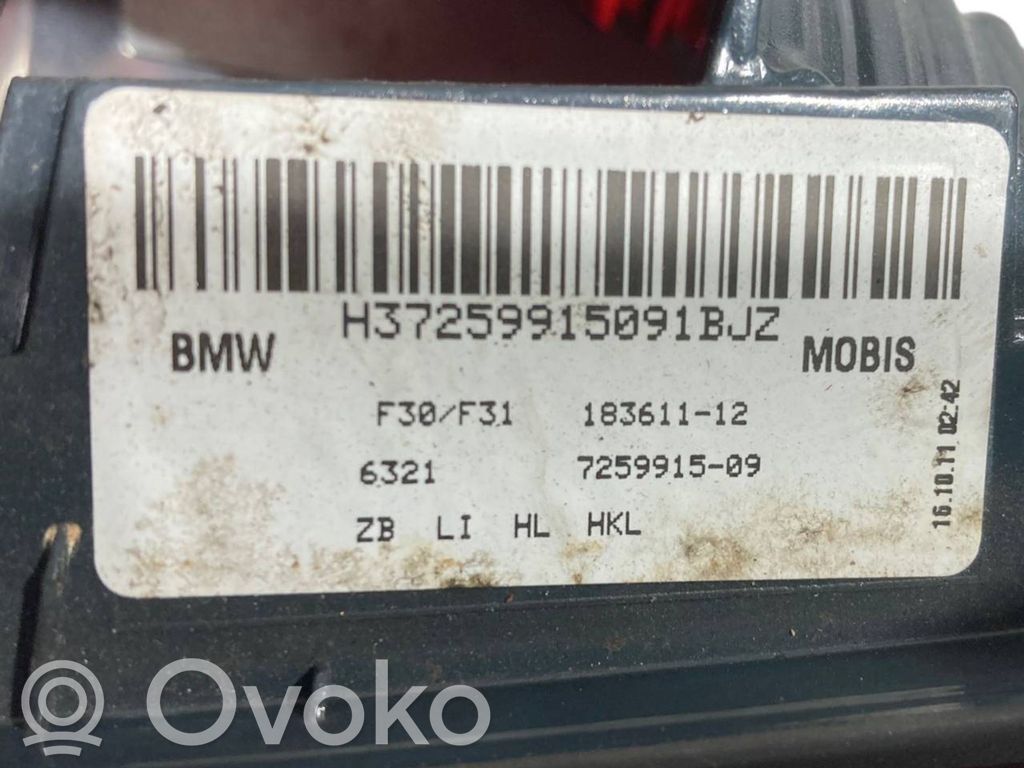 H37259915091BJZ
BMW MOBIS
F30/F31 183611-12
6321 7259915-09
ZB LI HL HKL
16.10.11 02:42
Ovoko